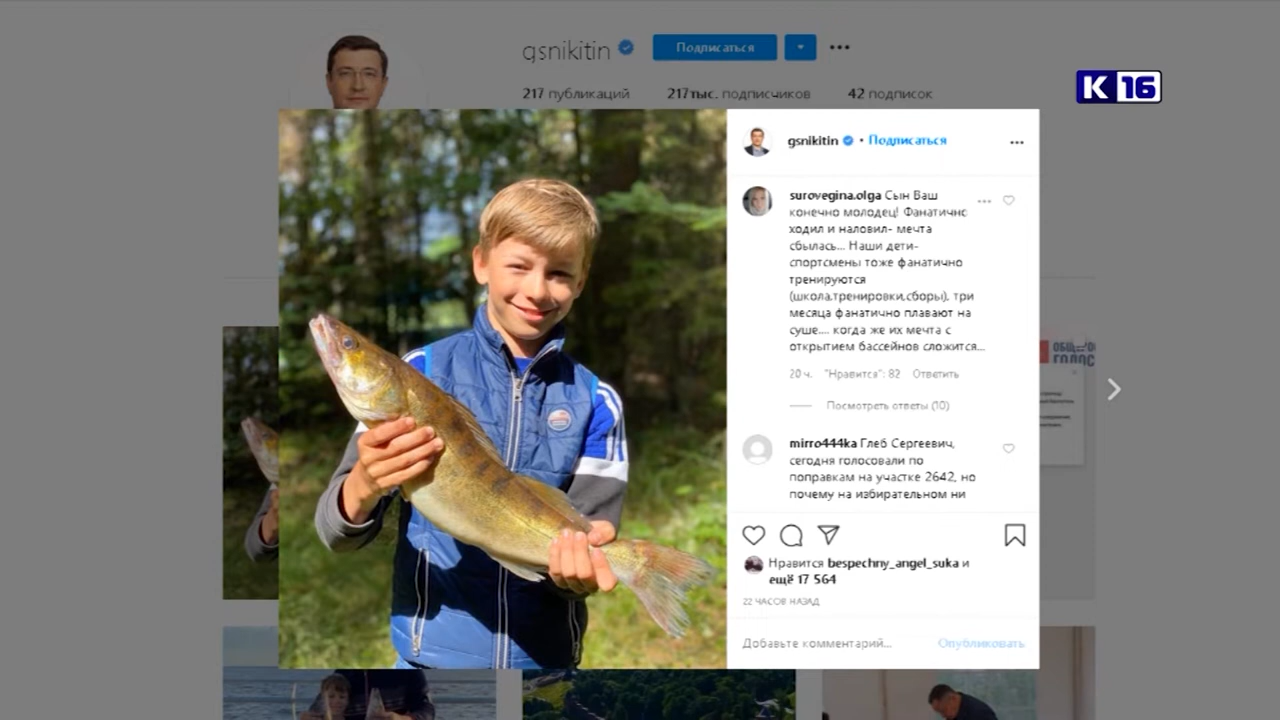 gsnikitin
Подписаться
217 публикаций 217тыс. подписчиков 42 подписок
K 16
gsnikitin • Подписаться
surovegina.olga Сын Ваш
конечно молодец! Фанатично
ходил и наловил- мечта
сбылась... Наши дети-
спортсмены тоже фанатично
тренируются
(школа,тренировки,сборы), три
месяца фанатично плавают на
суше.... когда же их мечта с
открытием бассейнов сложится...
20 ч. "Нравится": 82 Ответить
Посмотреть ответы (10)
mirro444ka Глеб Сергеевич,
сегодня голосовали по
поправкам на участке 2642, но
почему на избирательном ни
Нравится bespechny_angel_suka и
ещё 17 564
22 ЧАСОВ НАЗАД
Добавьте комментарий... Опубликовать